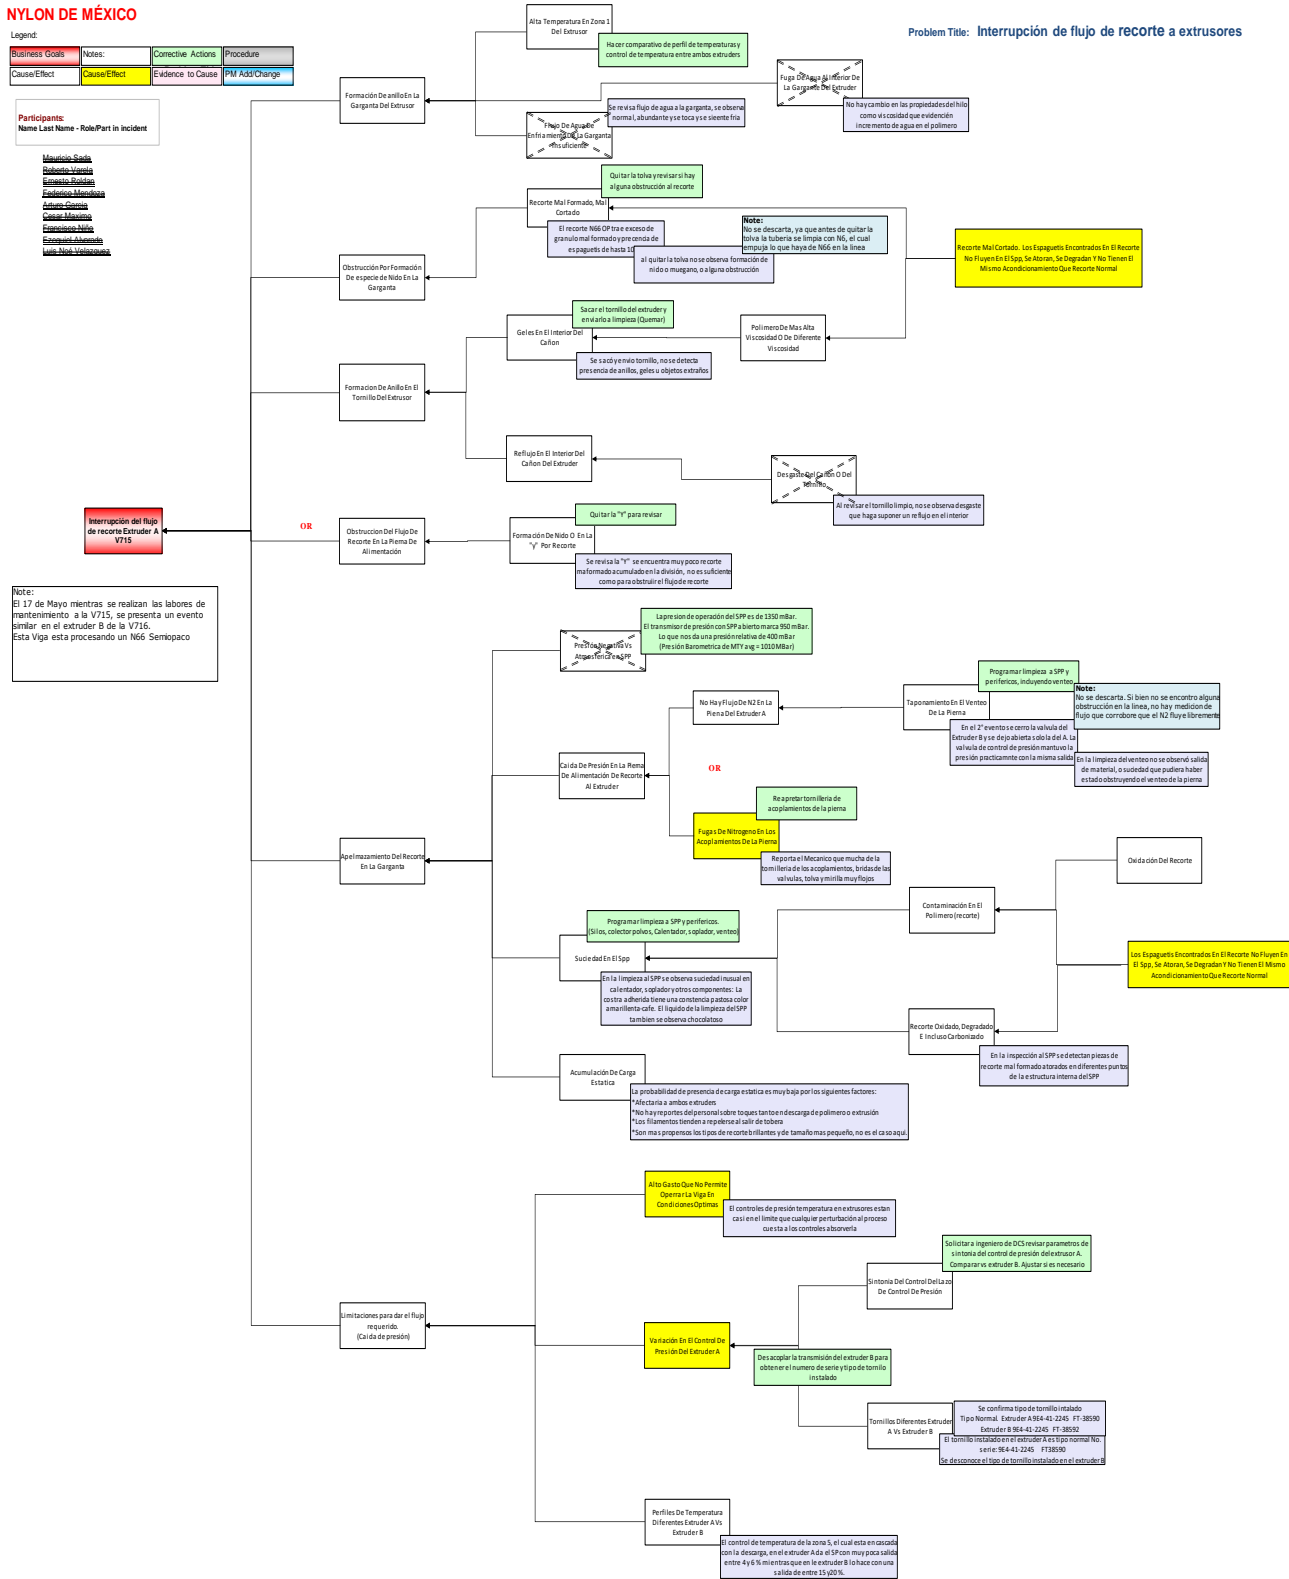 NYLON DE MÉXICO
Legend:
Business Goals
Notes:
Corrective Actions
Procedure
Cause/Effect
Cause/Effect
Evidence to Cause
PM Add/Change
Problem Title: Interrupción de flujo de recorte a extrusores
Participants:
Name Last Name - Role/Part in incident
Mauricio Sada
Roberto Varela
Ernesto Roldan
Federico Mendoza
Arturo Garcia
Cesar Maximo
Francisco Niño
Ezequiel Alvarado
Luis Noé Velazquez
Alta Temperatura En Zona 1
Del Extrusor
Hacer comparativo de perfil de temperaturas y
control de temperatura entre ambos extruders
Fuga De Agua Al Interior De
La Garganta Del Extruder
No hay cambio en las propiedades del hilo
como viscosidad que evidencién
incremento de agua en el polimero
Formación De anillo En La
Garganta Del Extrusor
Se revisa flujo de agua a la garganta, se observa
normal, abundante y se toca y se sieente fria
Flujo De Agua De
Enfriamiento De La Garganta
Insuficiente
Quitar la tolva y revisar si hay
alguna obstrucción al recorte
Recorte Mal Formado, Mal
Cortado
El recorte N66 OP trae exceso de
granulo mal formado y precencia de
espaguetis de hasta 10
Note:
No se descarta, ya que antes de quitar la
tolva la tuberia se limpia con N6, el cual
empuja lo que haya de N66 en la linea
al quitar la tolva no se observa formación de
nido o muegano, o alguna obstrucción
Recorte Mal Cortado. Los Espaguetis Encontrados En El Recorte
No Fluyen En El Spp, Se Atoran, Se Degradan Y No Tienen El
Mismo Acondicionamiento Que Recorte Normal
Obstrucción Por Formación
De especie de Nido En La
Garganta
Sacar el tornillo del extruder y
enviarlo a limpieza (Quemar)
Geles En El Interior Del
Cañon
Se sacó y envio tornillo, no se detecta
presencia de anillos, geles u objetos extraños
Polimero De Mas Alta
Viscosidad O De Diferente
Viscosidad
Formacion De Anillo En El
Tornillo Del Extrusor
Reflujo En El Interior Del
Cañon Del Extruder
Desgaste Del Cañon O Del
Tornillo
Al revisar el tornillo limpio, no se observa desgaste
que haga suponer un reflujo en el interior
Interrupción del flujo
de recorte Extruder A
V715
OR
Obstruccion Del Flujo De
Recorte En La Pierna De
Alimentación
Quitar la "Y" para revisar
Formación De Nido O En La
"y" Por Recorte
Se revisa la "Y" se encuentra muy poco recorte
maformado acumulado en la división, no es suficiente
como para obstruiir el flujo de recorte
Note:
El 17 de Mayo mientras se realizan las labores de
mantenimiento a la V715, se presenta un evento
similar en el extruder B de la V716.
Esta Viga esta procesando un N66 Semiopaco
La presion de operación del SPP es de 1350 mBar.
El transmisor de presión con SPP abierto marca 950 mBar.
Lo que nos da una presión relativa de 400 mBar
(Presión Barometrica de MTY avg = 1010 MBar)
Presión Negativa Vs
Atmosferica en SPP
No Hay Flujo De N2 En La
Piena Del Extruder A
Programar limpieza a SPP y
perifericos, incluyendo venteo
Taponamiento En El Venteo
De La Pierna
Note:
No se descarta. Si bien no se encontro alguna
obstrucción en la linea, no hay medicion de
flujo que corrobore que el N2 fluye libremente
En el 2° evento se cerro la valvula del
Extruder B y se dejo abierta solo la del A. La
valvula de control de presión mantuvo la
presión practicamnte con la misma salida
En la limpieza del venteo no se observó salida
de material, o suciedad que pudiera haber
estado obstruyendo el venteo de la pierna
Caida De Presión En La Pierna
De Alimentación De Recorte
Al Extruder
OR
Reapretar tornilleria de
acoplamientos de la pierna
Fugas De Nitrogeno En Los
Acoplamientos De La Pierna
Reporta el Mecanico que mucha de la
tornilleria de los acoplamientos, bridas de las
valvulas, tolva y mirilla muy flojos
Apelmazamiento Del Recorte
En La Garganta
Oxidación Del Recorte
Contaminación En El
Polimero (recorte)
Programar limpieza a SPP y perifericos.
(Silos, colector polvos, Calentador, soplador, venteo)
Suciedad En El Spp
En la limpieza al SPP se observa suciedad inusual en
calentador, soplador y otros componentes: La
costra adherida tiene una constencia pastosa color
amarillenta-cafe. El liquido de la limpieza del SPP
tambien se observa chocolatoso
Los Espaguetis Encontrados En El Recorte No Fluyen En
El Spp, Se Atoran, Se Degradan Y No Tienen El Mismo
Acondicionamiento Que Recorte Normal
Recorte Oxidado, Degradado
E Incluso Carbonizado
En la inspección al SPP se detectan piezas de
recorte mal formado atorados en diferentes puntos
de la estructura interna del SPP
Acumulación De Carga
Estatica
La probabilidad de presencia de carga estatica es muy baja por los siguientes factores:
*Afectaria a ambos extruders
*No hay reportes del personal sobre toques tanto en descarga de polimero o extrusión
*Los filamentos tienden a repelerse al salir de tobera
*Son mas propensos los tipos de recorte brillantes y de tamaño mas pequeño, no es el caso aqui.
Alto Gasto Que No Permite
Operrar La Viga En
Condiciones Optimas
El controles de presión temperatura en extrusores estan
casi en el limite que cualquier perturbación al proceso
cuesta a los controles absorverla
Solicitar a ingeniero de DCS revisar parametros de
sintonia del control de presión del extrusor A.
Comparar vs extruder B. Ajustar si es necesario
Sintonia Del Control Del Lazo
De Control De Presión
Limitaciones para dar el flujo
requerido.
(Caida de presión)
Variación En El Control De
Presión Del Extruder A
Desacoplar la transmisión del extruder B para
obtener el numero de serie y tipo de tornilo
instalado
Tornillos Diferentes Extruder
A Vs Extruder B
Se confirma tipo de tornillo intalado
Tipo Normal. Extruder A 9E4-41-2245 FT-38590
Extruder B 9E4-41-2245 FT-38592
El tornillo instalado en el extruder A es tipo normal No.
serie: 9E4-41-2245 FT38590
Se desconoce el tipo de tornillo instalado en el extruder B
Perfiles De Temperatura
Diferentes Extruder A Vs
Extruder B
El control de temperatura de la zona 5, el cual esta en cascada
con la descarga, en el extruder A da el SP con muy poca salida
entre 4 y 6 % mientras que en le extruder B lo hace con una
salida de entre 15 y 20 %.